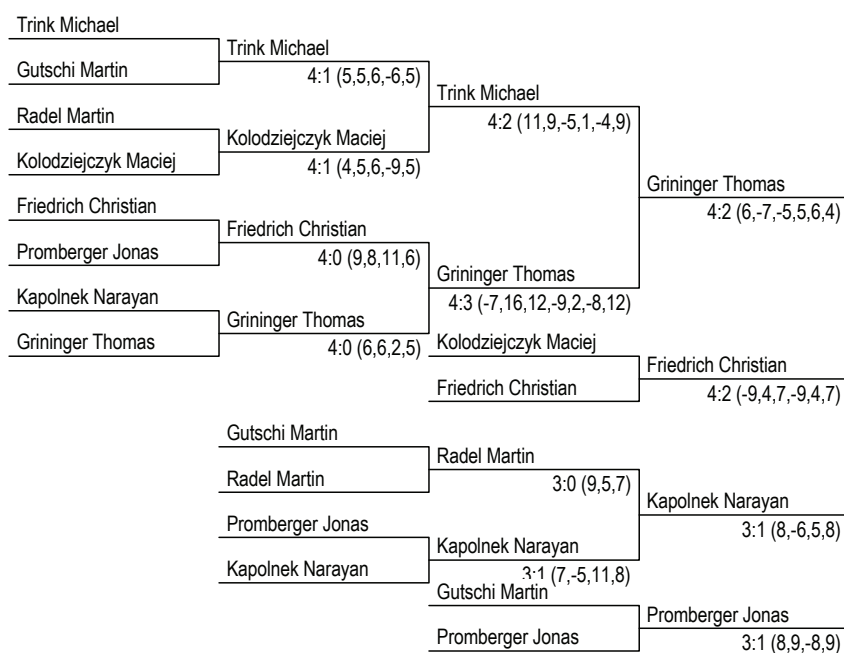 Trink Michael
Trink Michael
Gutschi Martin
4:1 (5,5,6,-6,5)
Trink Michael
Radel Martin
4:2 (11,9,-5,1,-4,9)
Kolodziejczyk Maciej
Kolodziejczyk Maciej
4:1 (4,5,6,-9,5)
Grininger Thomas
Friedrich Christian
4:2 (6,-7,-5,5,6,4)
Friedrich Christian
Promberger Jonas
4:0 (9,8,11,6)
Grininger Thomas
Kapolnek Narayan
4:3 (-7,16,12,-9,2,-8,12)
Grininger Thomas
Grininger Thomas
4:0 (6,6,2,5)
Kolodziejczyk Maciej
Friedrich Christian
Friedrich Christian
4:2 (-9,4,7,-9,4,7)
Gutschi Martin
Radel Martin
Radel Martin
3:0 (9,5,7)
Kapolnek Narayan
Promberger Jonas
3:1 (8,-6,5,8)
Kapolnek Narayan
Kapolnek Narayan
3:1 (7,-5,11,8)
Gutschi Martin
Promberger Jonas
Promberger Jonas
3:1 (8,9,-8,9)